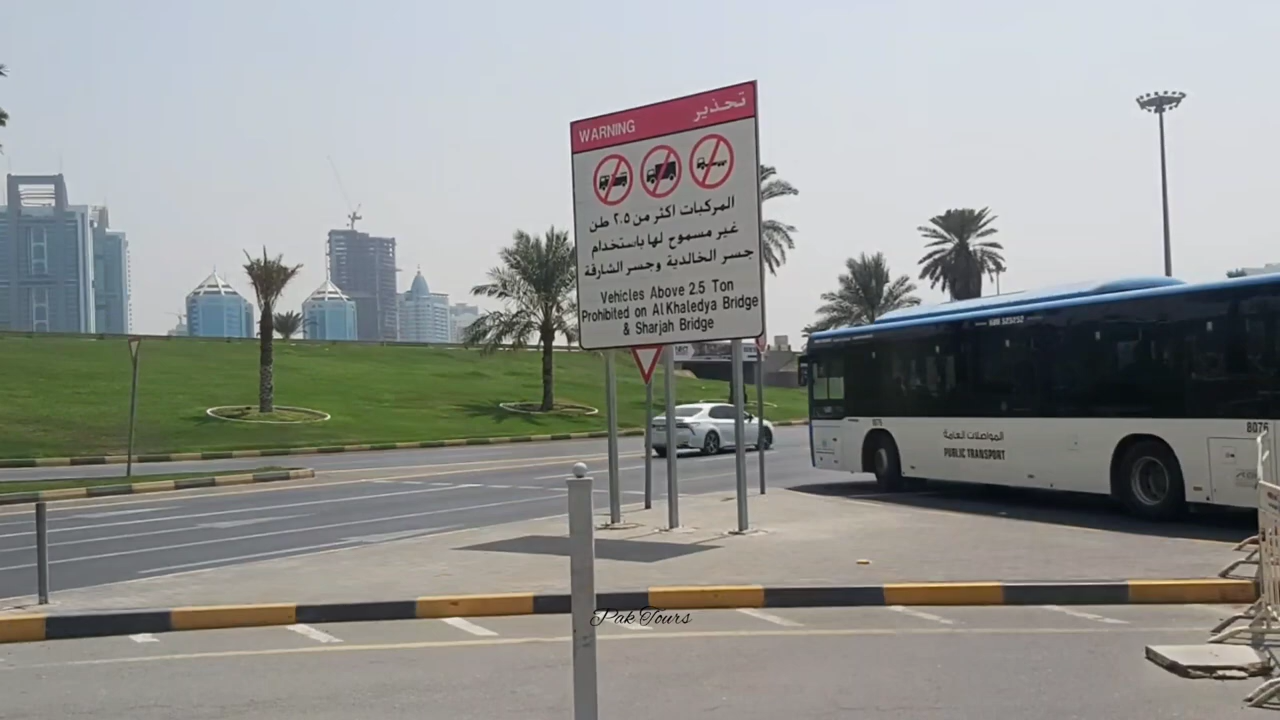 WARNING تحذير
المركبات اكثر من ٢.٥ طن
غير مسموح لها باستخدام
جسر الخالدية وجسر الشارقة
Vehicles Above 2.5 Ton
Prohibited on Al Khaledya Bridge
& Sharjah Bridge
8076
8076
المواصلات العامة
PUBLIC TRANSPORT
Pak Tours